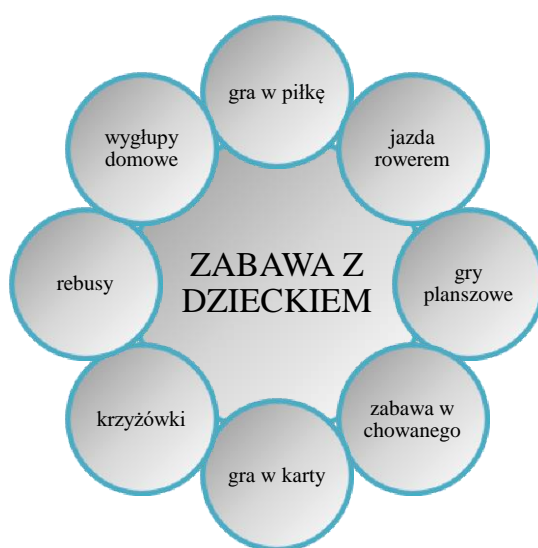 gra w piłkę
jazda
rowerem
gry
planszowe
zabawa w
chowanego
gra w karty
krzyżówki
rebusy
wygłupy
domowe
ZABAWA Z
DZIECKIEM